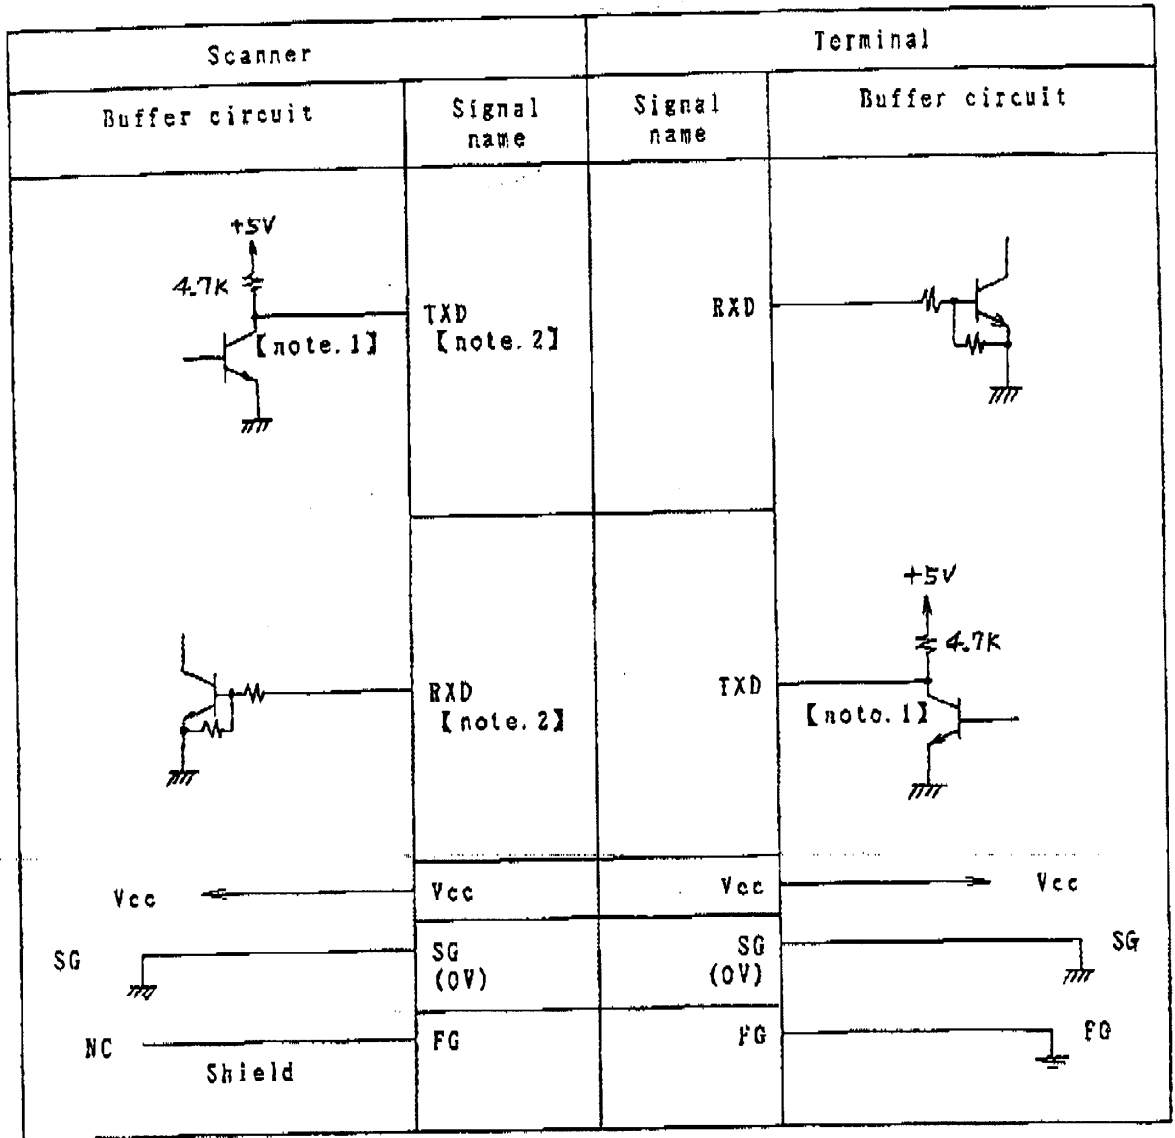 Scanner
Terminal
Buffer circuit
Signal name
Signal name
Buffer circuit
+5V
4.7K
TXD
【note.1】
【note.2】
RXD
+5V
4.7K
RXD
【note.2】
TXD
【note.1】
Vcc
Vcc
Vcc
Vcc
SG
SG
(0V)
SG
(0V)
SG
NC
Shield
FG
FG
FG